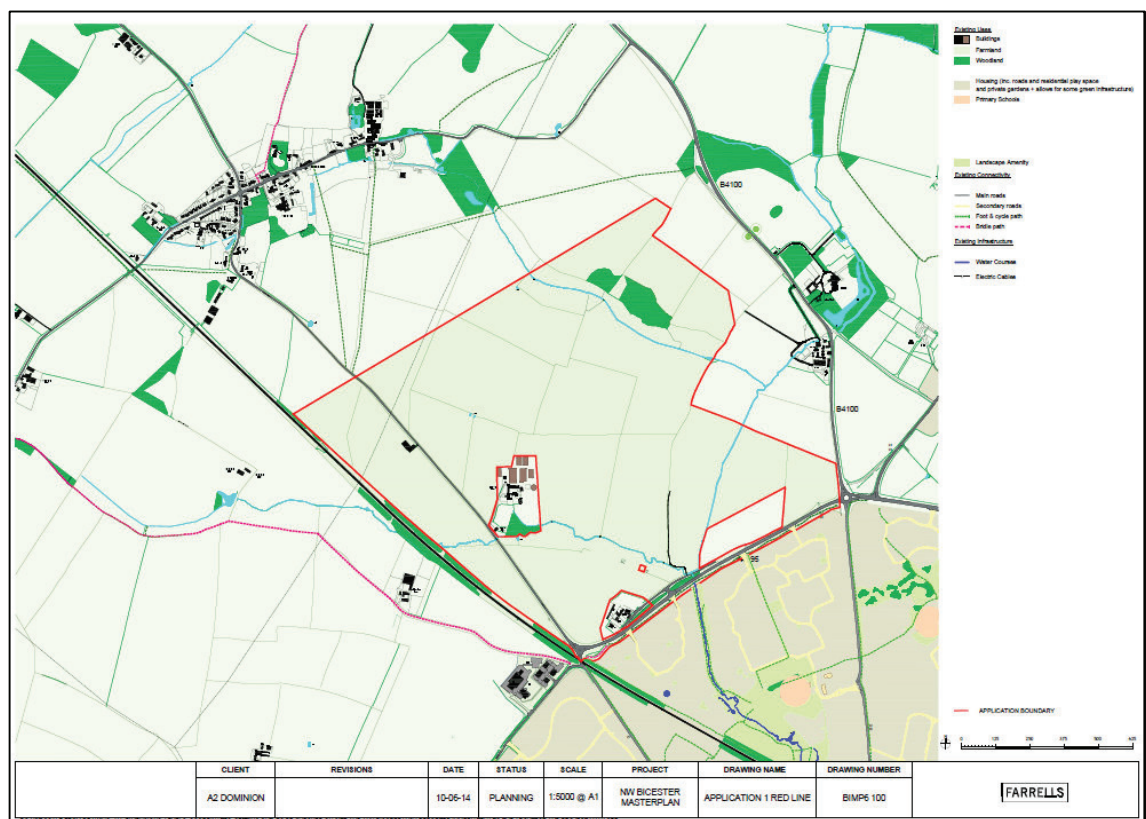 Existing Uses
Buildings
Farmland
Woodland
Housing (inc. roads and residential play space
and private gardens + allows for some green infrastructure)
Primary Schools
Landscape Amenity
Existing Connectivity
Main roads
Secondary roads
Foot & cycle path
Bridle path
Existing Infrastructure
Water Courses
Electric Cables
B4100
B4100
APPLICATION BOUNDARY
CLIENT
REVISIONS
DATE
STATUS
SCALE
PROJECT
DRAWING NAME
DRAWING NUMBER
A2 DOMINION
10-06-14
PLANNING
1:5000 @ A1
NW BICESTER
MASTERPLAN
APPLICATION 1 RED LINE
BIMP6 100
FARRELLS